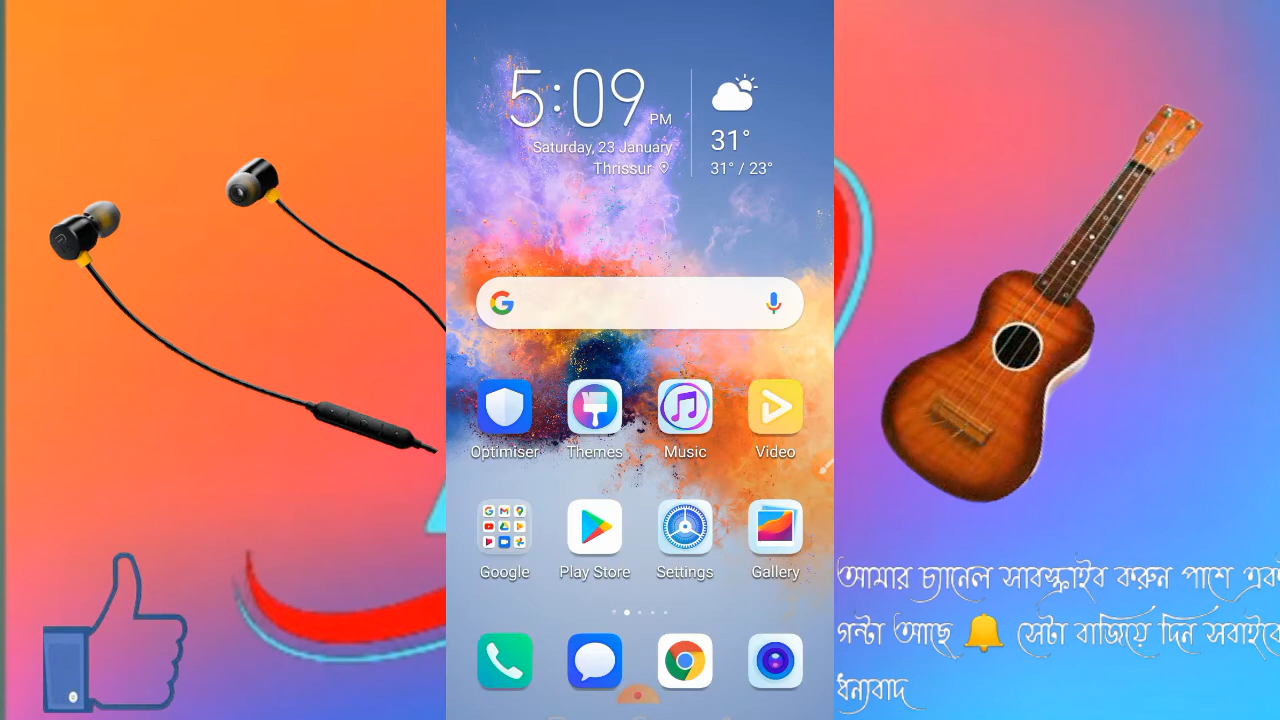 5:09 PM
Saturday, 23 January
Thrissur
31°
31° / 23°
Optimiser
Themes
Music
Video
Google
Play Store
Settings
Gallery
আমার চ্যানেল সাবস্ক্রাইব করুন পাশে
গন্টা আছে 🔔 সেটা বাজিয়ে দিন সবাইকে
ধন্যবাদ